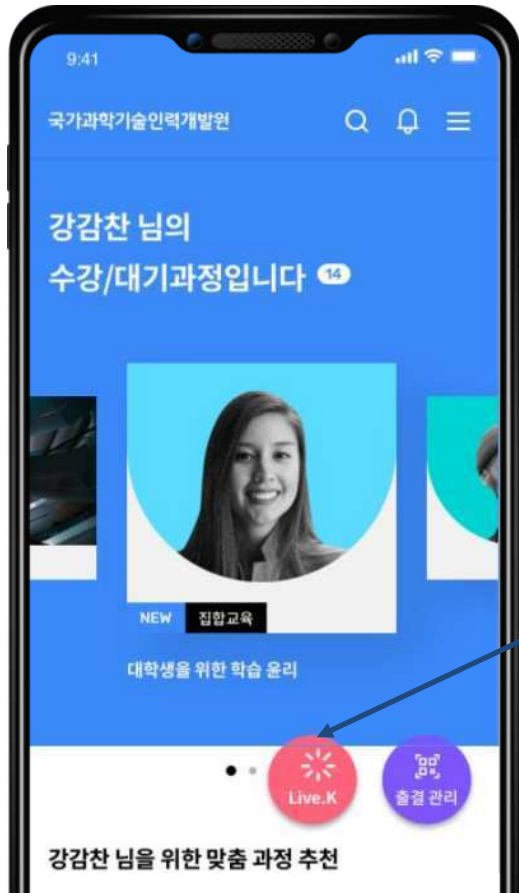 9:41
국가과학기술인력개발원
강감찬 님의
수강/대기과정입니다 14
NEW 집합교육
대학생을 위한 학습 윤리
Live.K
출결 관리
강감찬 님을 위한 맞춤 과정 추천